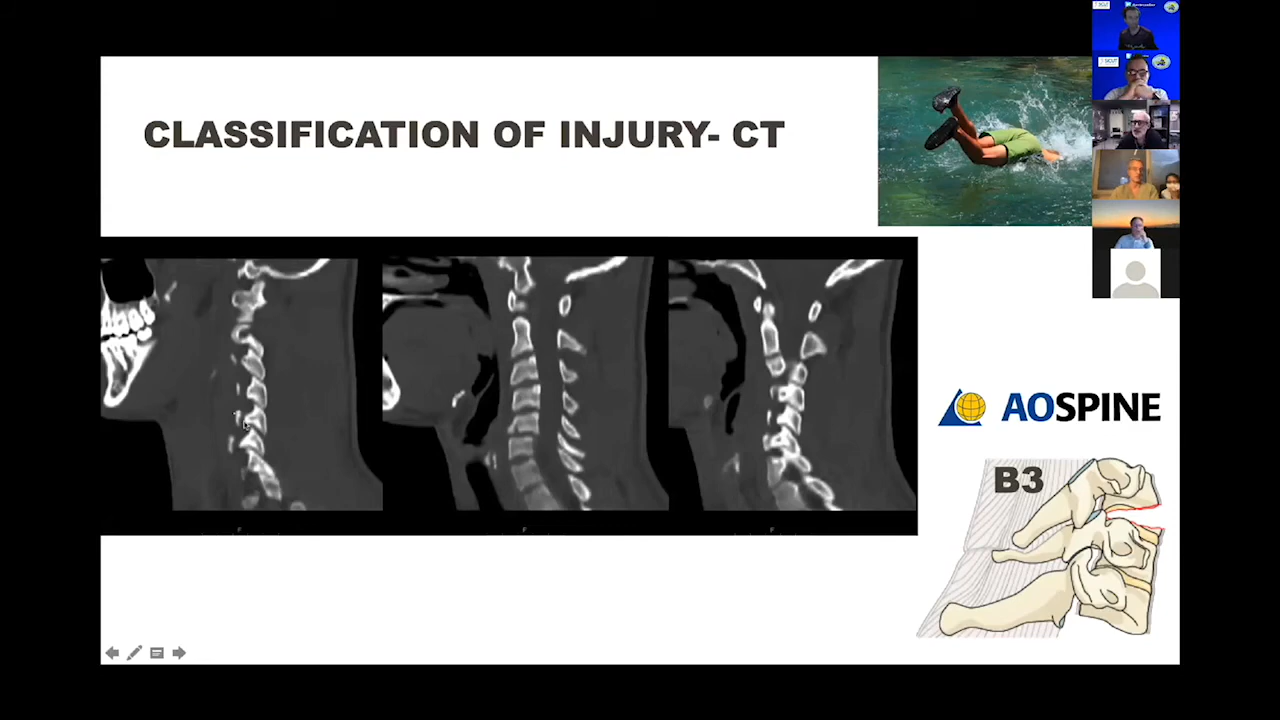 CLASSIFICATION OF INJURY- CT
AOSPINE
B3
F
F
F